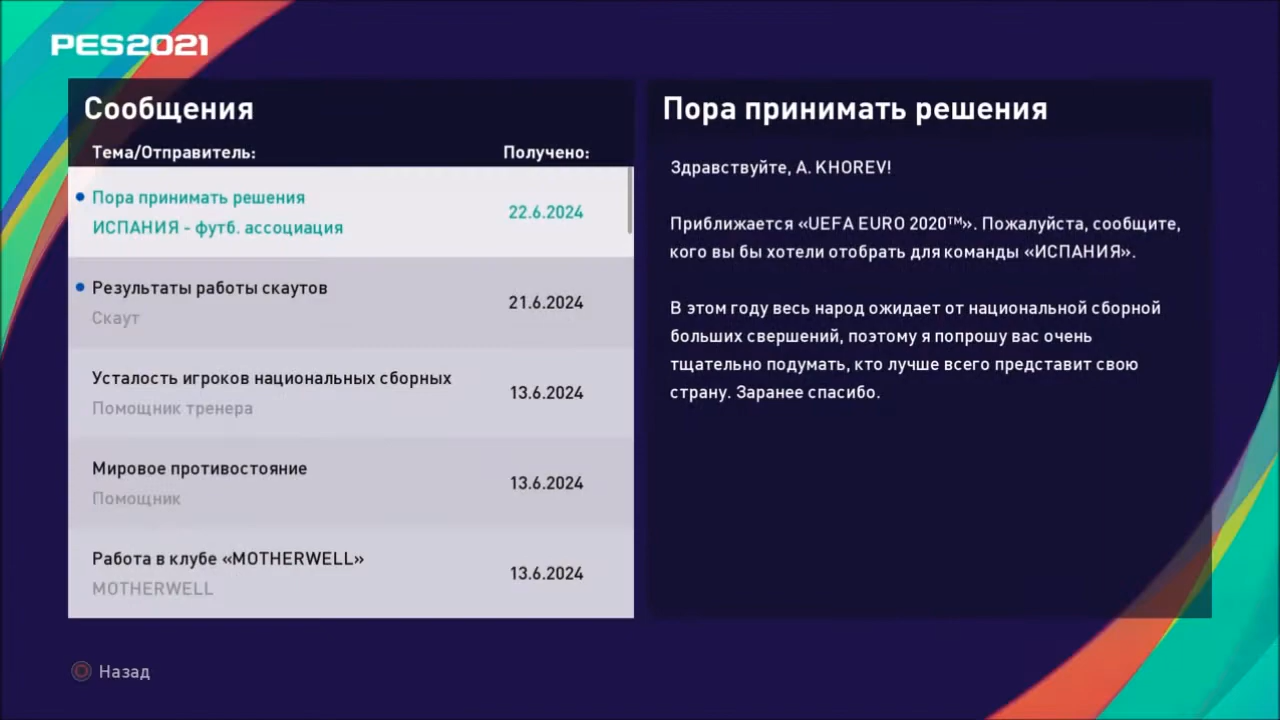 PES2021
Сообщения
Тема/Отправитель: Получено:
Пора принимать решения
ИСПАНИЯ - футб. ассоциация
22.6.2024
Результаты работы скаутов
Скаут
21.6.2024
Усталость игроков национальных сборных
Помощник тренера
13.6.2024
Мировое противостояние
Помощник
13.6.2024
Работа в клубе «MOTHERWELL»
MOTHERWELL
13.6.2024
Пора принимать решения
Здравствуйте, A. KHOREV!
Приближается «UEFA EURO 2020™». Пожалуйста, сообщите,
кого вы бы хотели отобрать для команды «ИСПАНИЯ».
В этом году весь народ ожидает от национальной сборной
больших свершений, поэтому я попрошу вас очень
тщательно подумать, кто лучше всего представит свою
страну. Заранее спасибо.
Назад